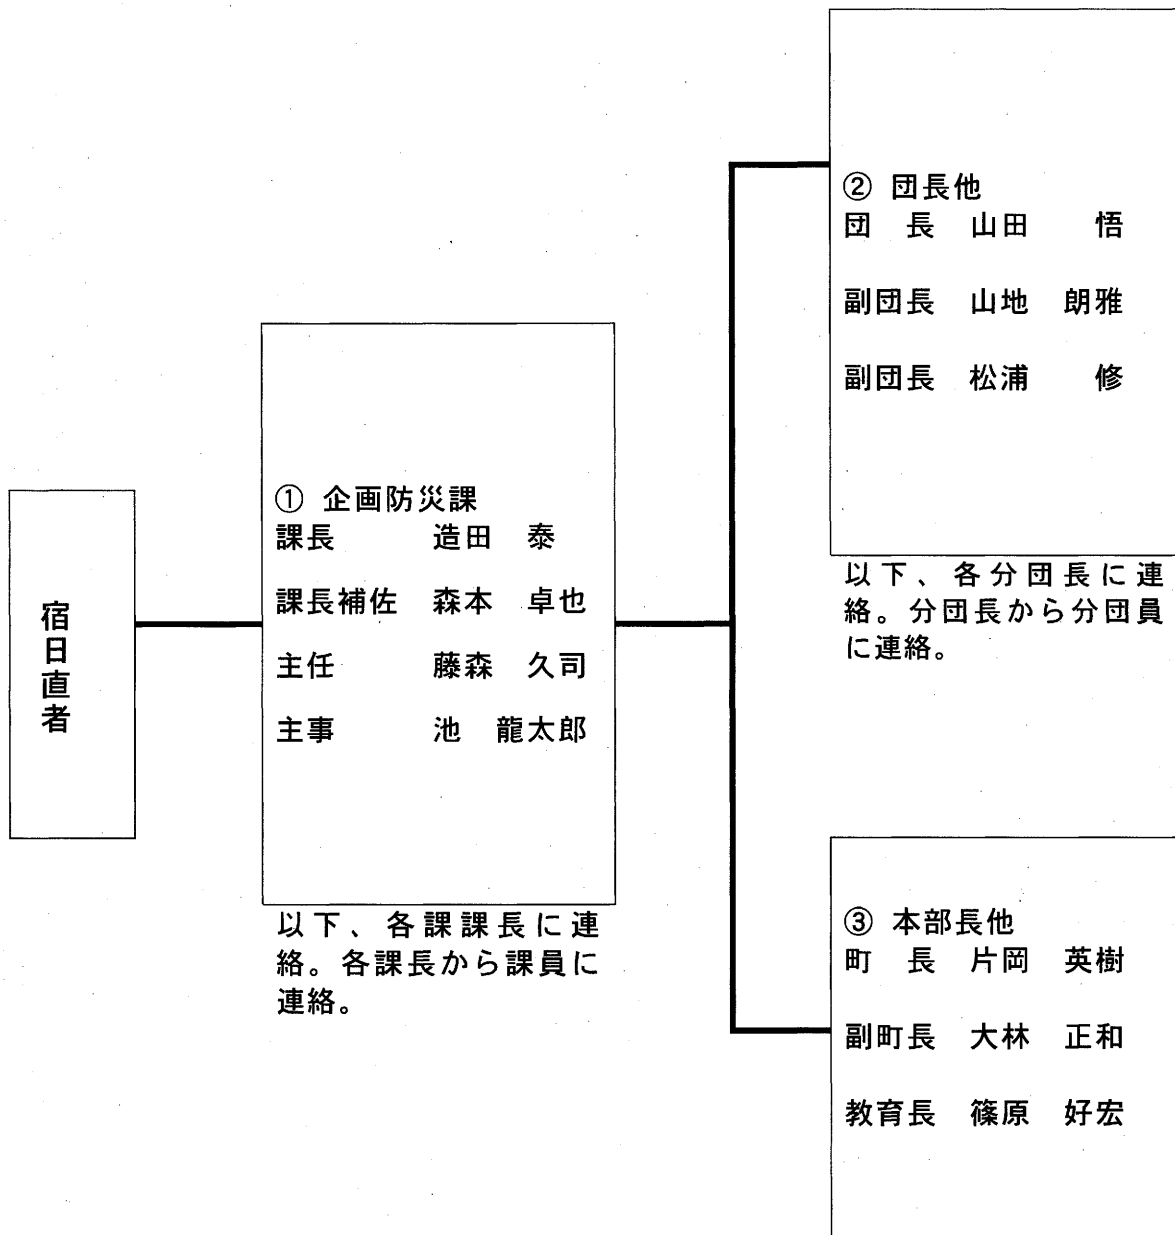 宿日直者
① 企画防災課
課長　　　造田　泰
課長補佐　森本　卓也
主任　　　藤森　久司
主事　　　池　龍太郎
以下、各課課長に連
絡。各課長から課員に
連絡。
② 団長他
団　長　山田　　悟
副団長　山地　朗雅
副団長　松浦　　修
以下、各分団長に連
絡。分団長から分団員
に連絡。
③ 本部長他
町　長　片岡　英樹
副町長　大林　正和
教育長　篠原　好宏